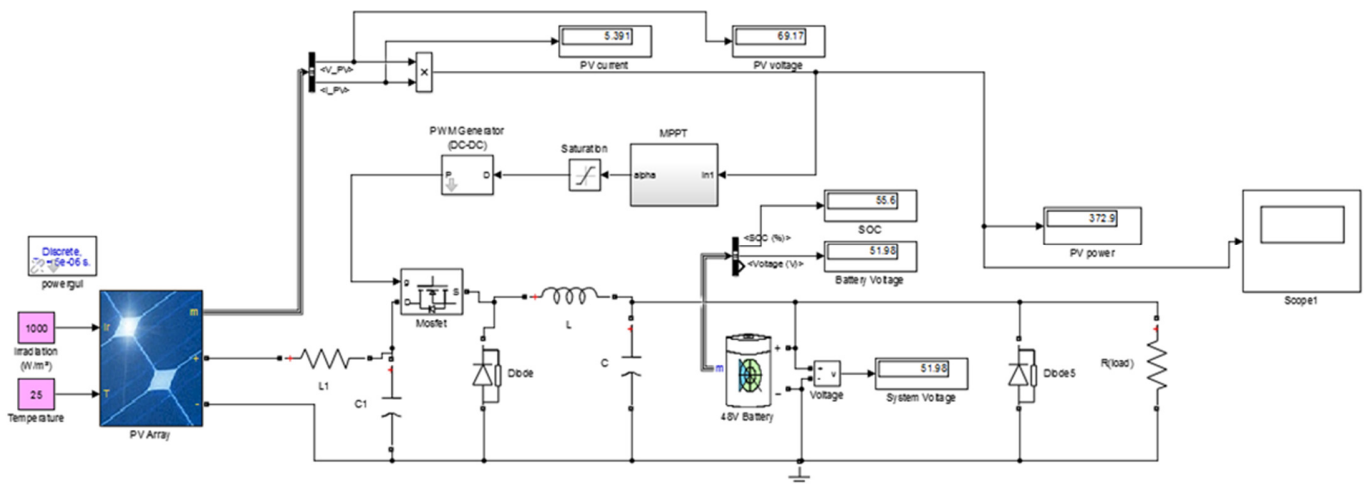 5.391
PV current
69.17
PV voltage
<V_PV>
<I_PV>
×
PWM Generator
(DC-DC)
P
D
Saturation
MPPT
alpha
In1
55.6
SOC
<SOC (%)>
<Voltage (V)>
51.98
Battery Voltage
372.9
PV power
Scope1
Discrete,
powergui
g
D
S
Mosfet
1000
Irradiation
(W/m²)
25
Temperature
Ir
T
m
+
-
PV Array
L1
C1
Diode
L
C
m
+
-
48V Battery
+
-
v
Voltage
51.98
System Voltage
Diode5
R(load)